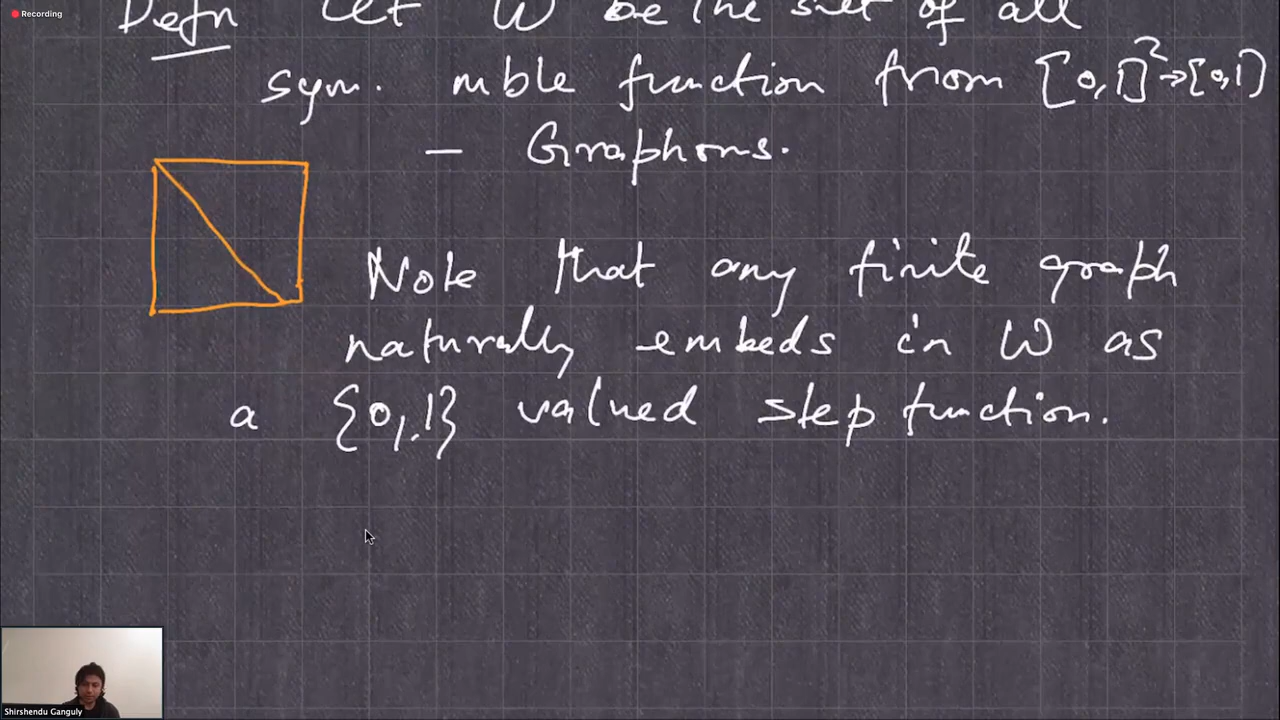 Recording
Defn Let W be the set of all
sym. mble function from [0,1]²→[0,1]
— Graphons.
Note that any finite graph
naturally embeds in W as
a {0,1} valued step function.
Shirshendu Ganguly